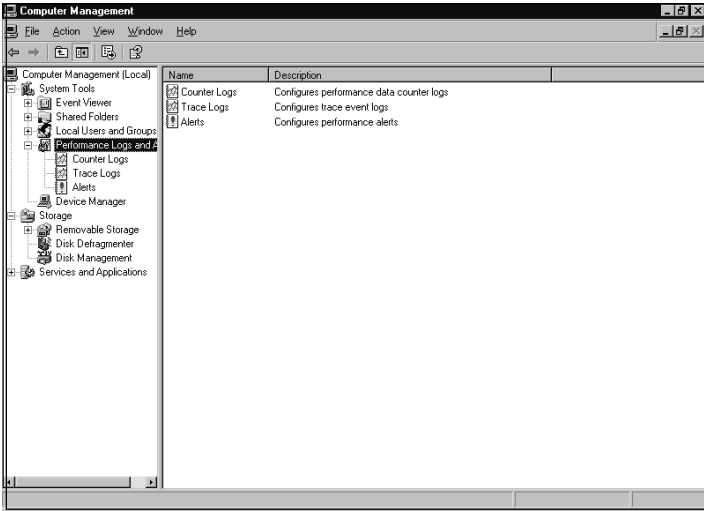 Computer Management
File Action View Window Help
Computer Management (Local)
System Tools
Event Viewer
Shared Folders
Local Users and Groups
Performance Logs and A
Counter Logs
Trace Logs
Alerts
Device Manager
Storage
Removable Storage
Disk Defragmenter
Disk Management
Services and Applications
Name Description
Counter Logs Configures performance data counter logs
Trace Logs Configures trace event logs
Alerts Configures performance alerts